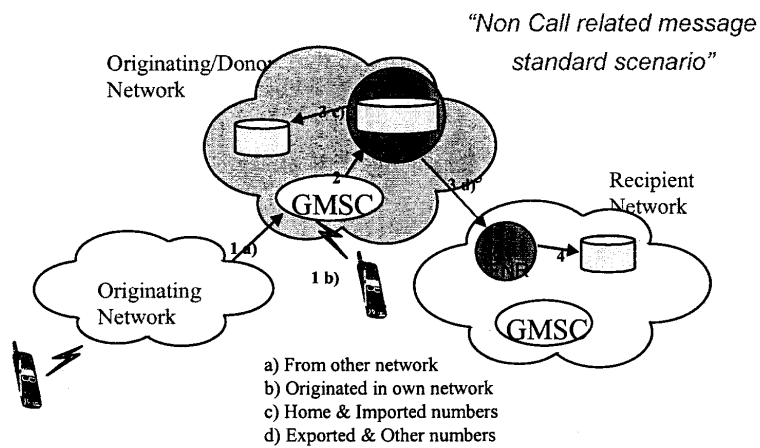 “Non Call related message
standard scenario”
Originating/Donor
Network
3 c)
2
GMSC
3 d)
Recipient
Network
1 a)
1 b)
4
Originating
Network
GMSC
a) From other network
b) Originated in own network
c) Home & Imported numbers
d) Exported & Other numbers